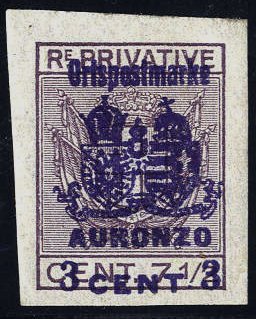 RE PRIVATIVE
Ortspostmarke
AURONZO
CENT. 7 1/2
3 CENT 3